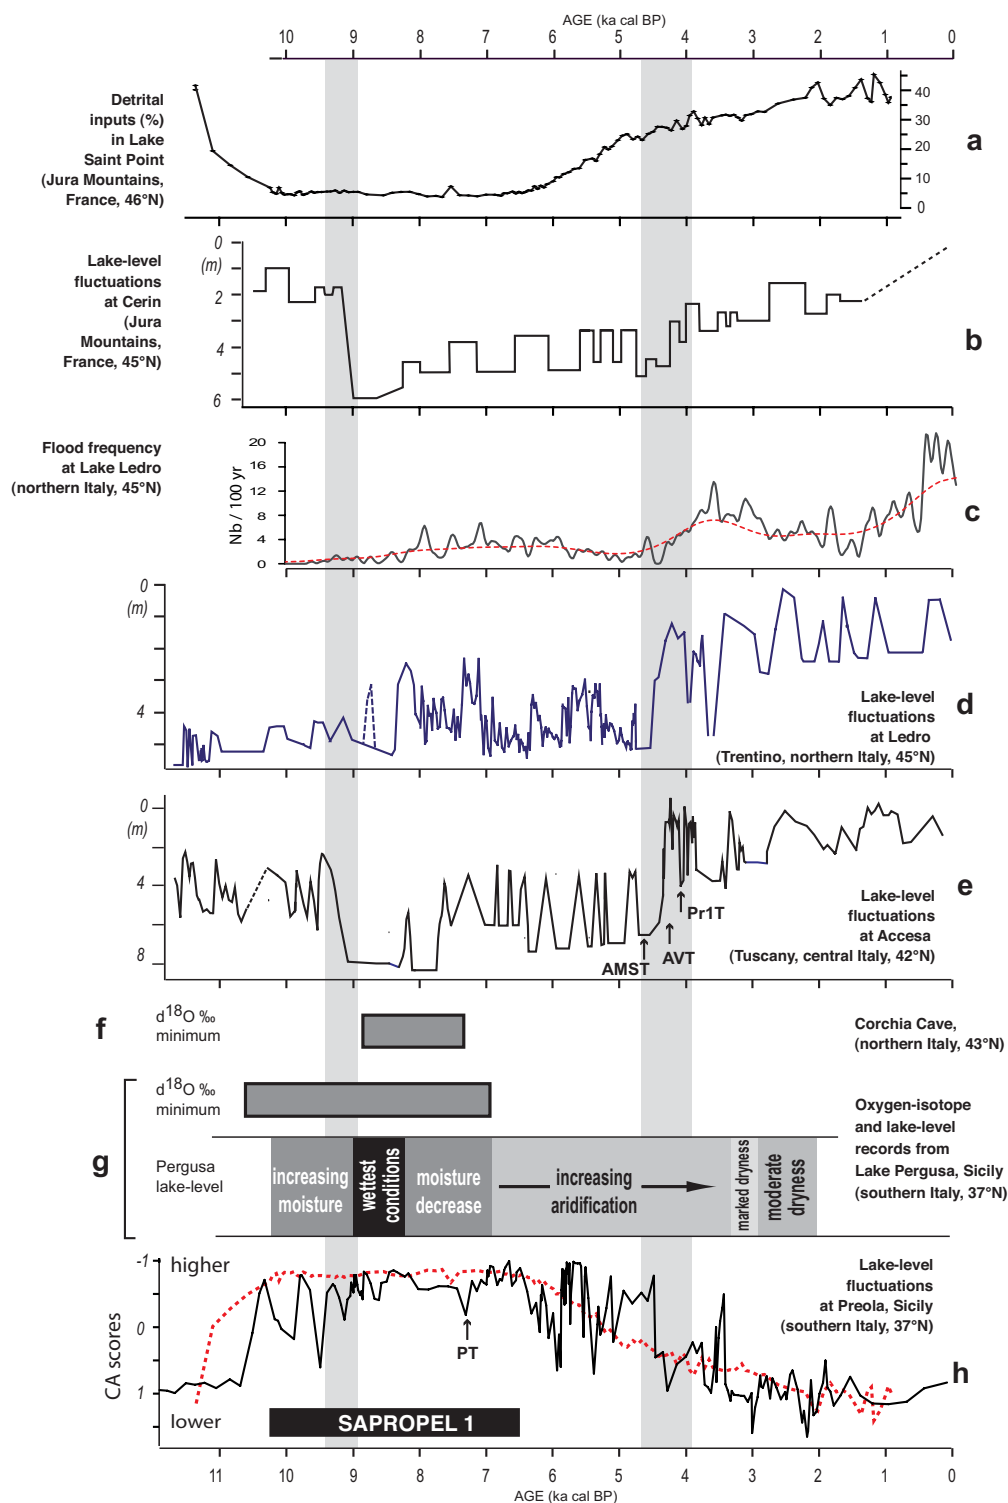 AGE (ka cal BP)
10 9 8 7 6 5 4 3 2 1 0
Detrital
inputs (%)
in Lake
Saint Point
(Jura Mountains,
France, 46°N)
40
30
20
10
0
a
Lake-level
fluctuations
at Cerin
(Jura
Mountains,
France, 45°N)
0
(m)
2
4
6
b
Flood frequency
at Lake Ledro
(northern Italy, 45°N)
Nb / 100 yr
20
16
12
8
4
0
c
0
(m)
4
d
Lake-level
fluctuations
at Ledro
(Trentino, northern Italy, 45°N)
0
(m)
4
8
e
Pr1T
AVT
AMST
Lake-level
fluctuations
at Accesa
(Tuscany, central Italy, 42°N)
f
d18O ‰
minimum
Corchia Cave,
(northern Italy, 43°N)
g
d18O ‰
minimum
Pergusa
lake-level
increasing
moisture
wettest
conditions
moisture
decrease
increasing
aridification
marked dryness
moderate
dryness
Oxygen-isotope
and lake-level
records from
Lake Pergusa, Sicily
(southern Italy, 37°N)
CA scores
-1
0
1
higher
lower
PT
SAPROPEL 1
Lake-level
fluctuations
at Preola, Sicily
(southern Italy, 37°N)
h
11 10 9 8 7 6 5 4 3 2 1 0
AGE (ka cal BP)